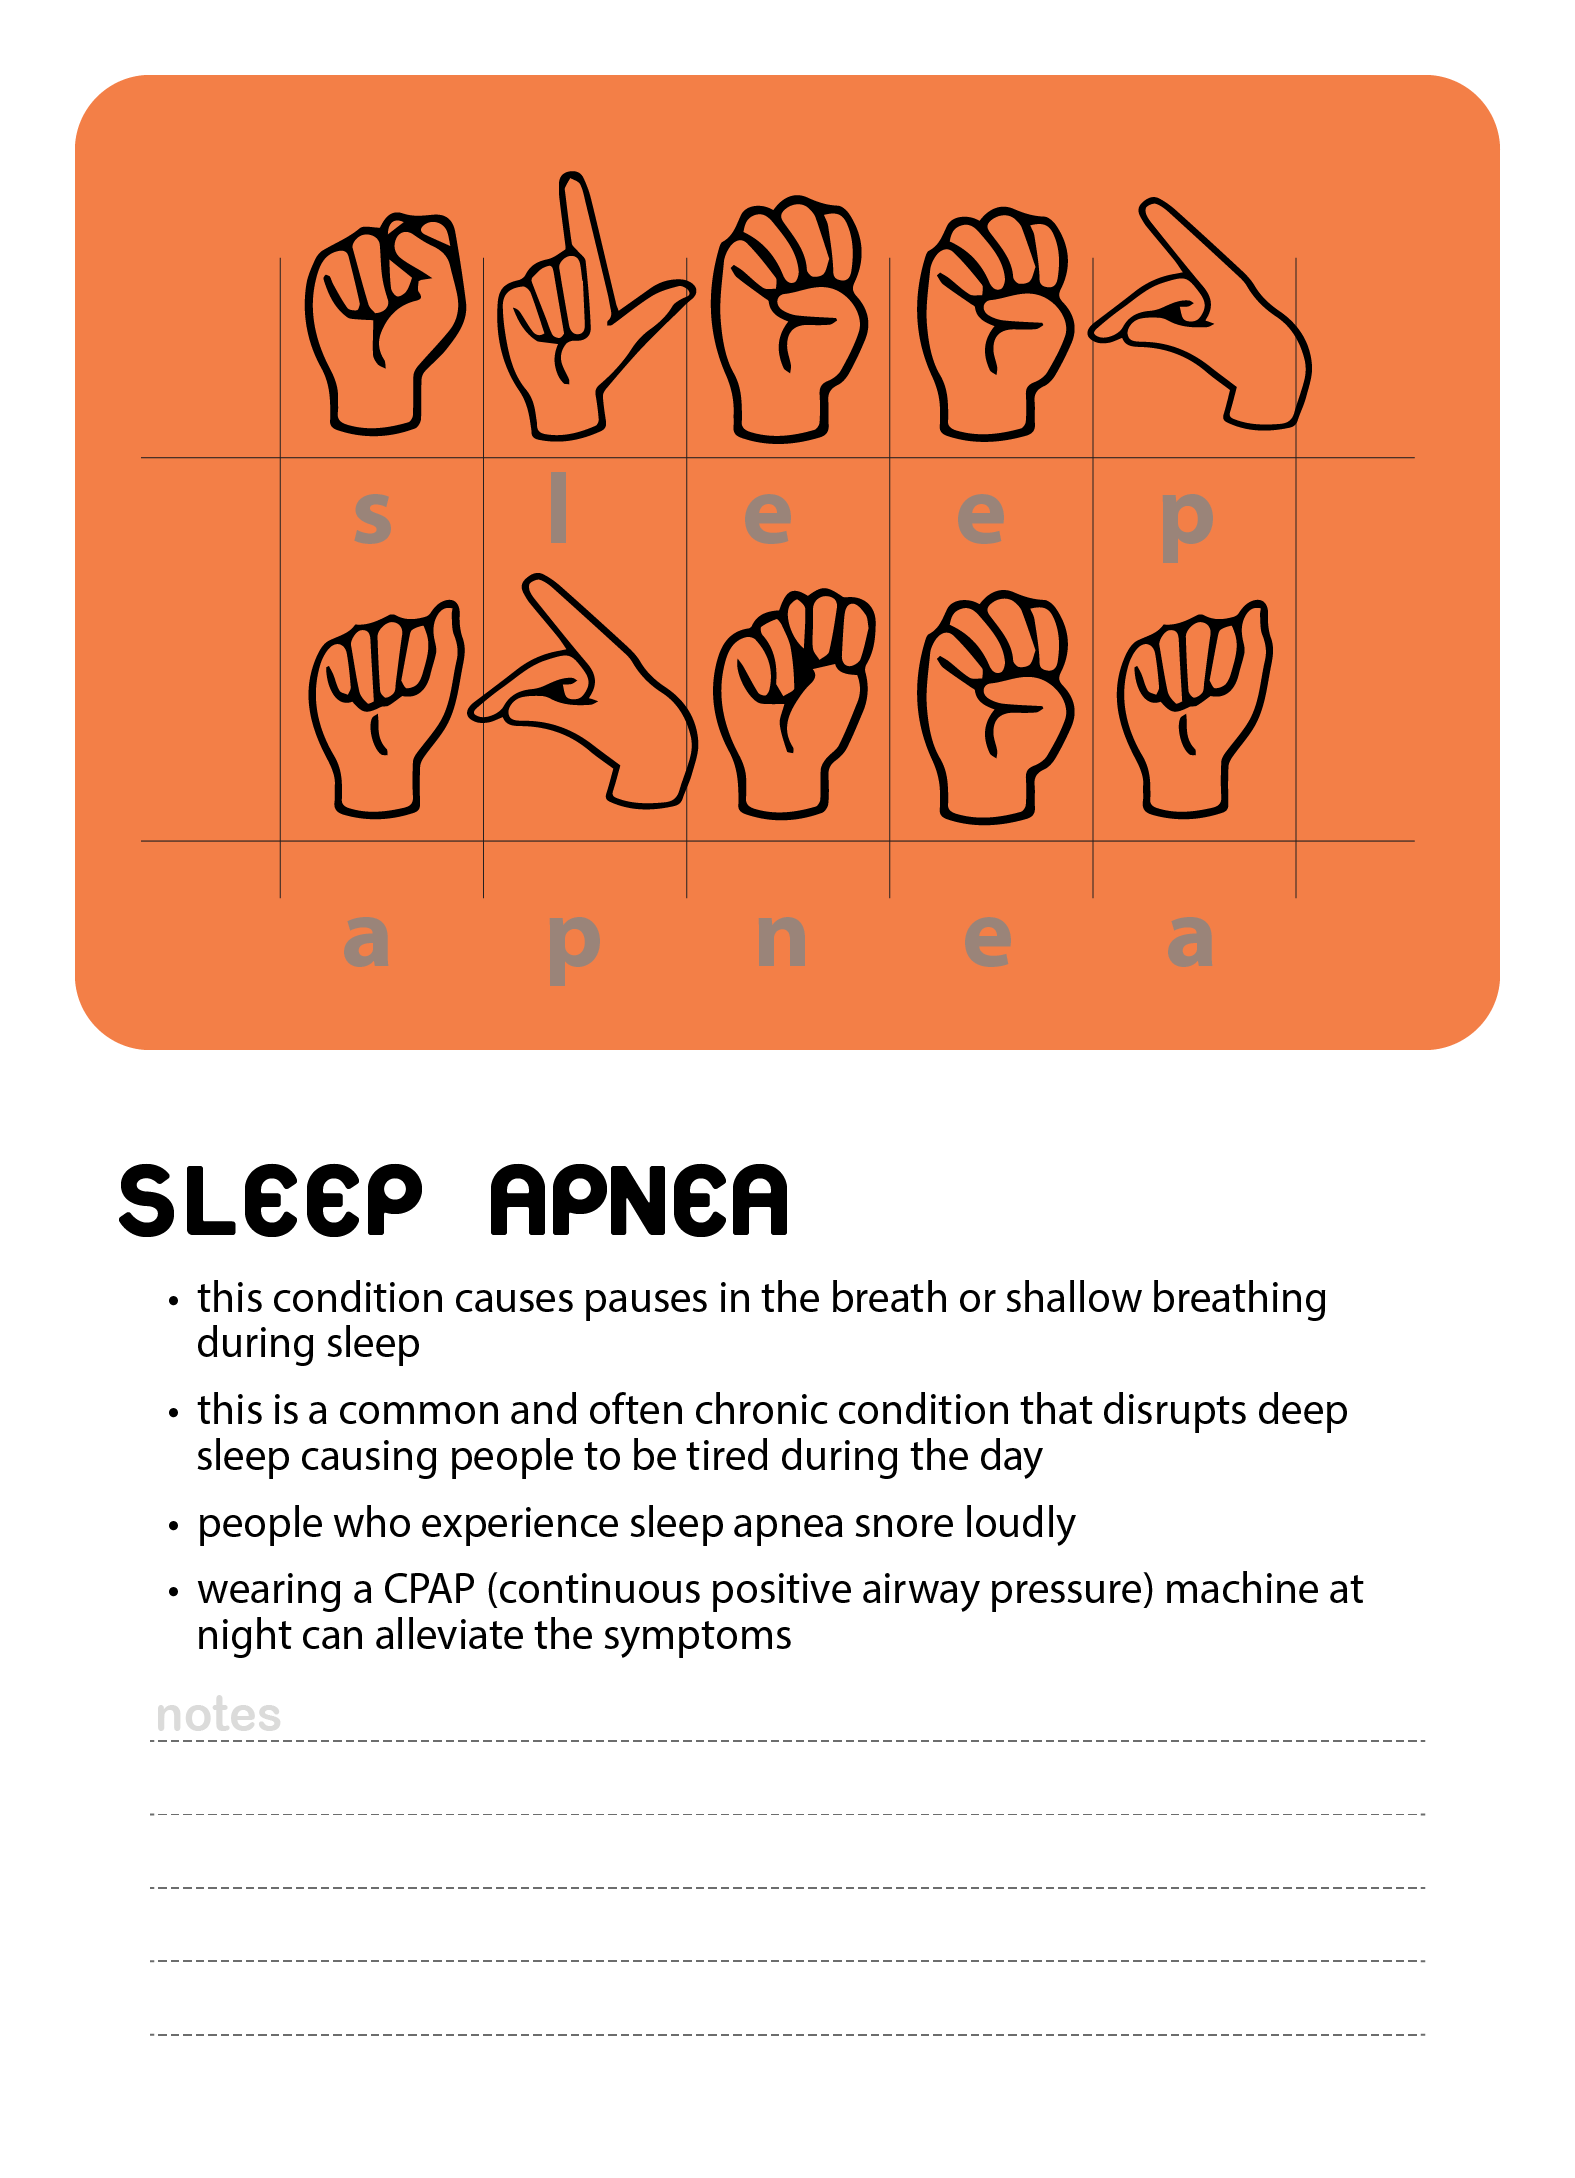 s l e e p
a p n e a
SLEEP APNEA
• this condition causes pauses in the breath or shallow breathing
during sleep
• this is a common and often chronic condition that disrupts deep
sleep causing people to be tired during the day
• people who experience sleep apnea snore loudly
• wearing a CPAP (continuous positive airway pressure) machine at
night can alleviate the symptoms
notes